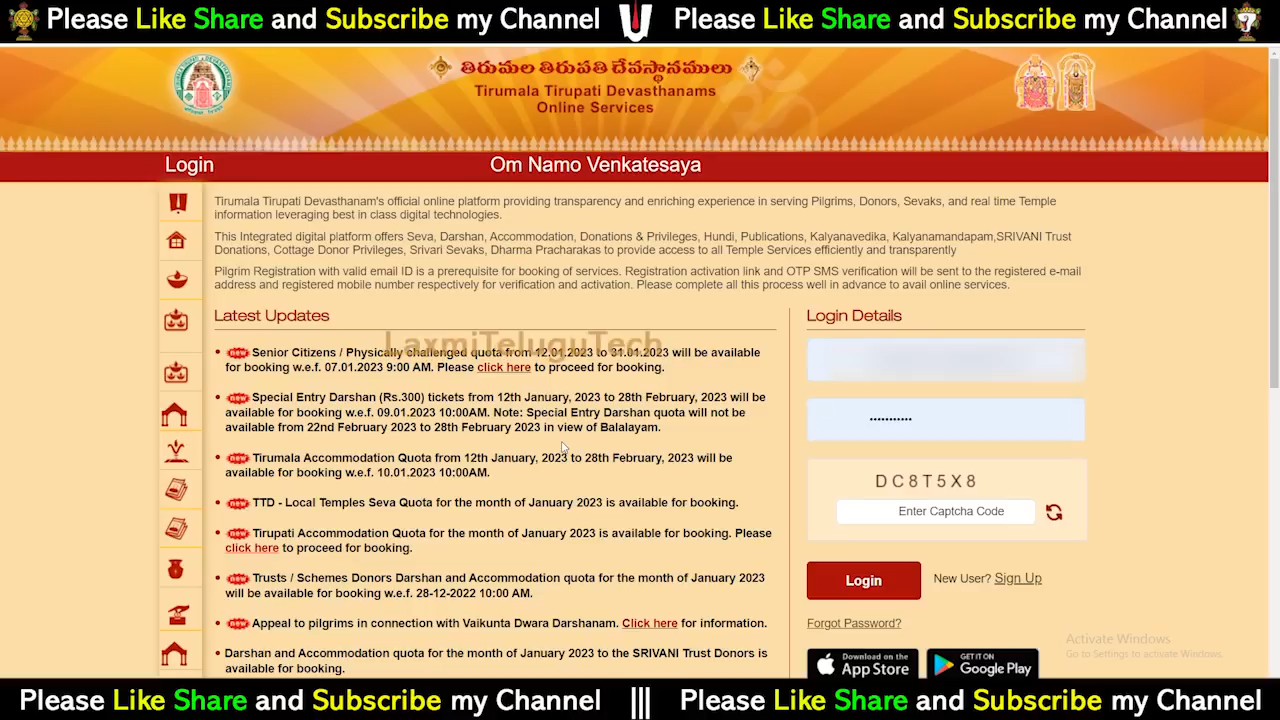 Please Like Share and Subscribe my Channel Please Like Share and Subscribe my Channel
తిరుమల తిరుపతి దేవస్థానములు
Tirumala Tirupati Devasthanams
Online Services
Login Om Namo Venkatesaya
Tirumala Tirupati Devasthanam's official online platform providing transparency and enriching experience in serving Pilgrims, Donors, Sevaks, and real time Temple
information leveraging best in class digital technologies.
This Integrated digital platform offers Seva, Darshan, Accommodation, Donations & Privileges, Hundi, Publications, Kalyanavedika, Kalyanamandapam,SRIVANI Trust
Donations, Cottage Donor Privileges, Srivari Sevaks, Dharma Pracharakas to provide access to all Temple Services efficiently and transparently
Pilgrim Registration with valid email ID is a prerequisite for booking of services. Registration activation link and OTP SMS verification will be sent to the registered e-mail
address and registered mobile number respectively for verification and activation. Please complete all this process well in advance to avail online services.
Latest Updates
LaxmiTeluguTech
new Senior Citizens / Physically challenged quota from 12.01.2023 to 31.01.2023 will be available
for booking w.e.f. 07.01.2023 9:00 AM. Please click here to proceed for booking.
new Special Entry Darshan (Rs.300) tickets from 12th January, 2023 to 28th February, 2023 will be
available for booking w.e.f. 09.01.2023 10:00AM. Note: Special Entry Darshan quota will not be
available from 22nd February 2023 to 28th February 2023 in view of Balalayam.
new Tirumala Accommodation Quota from 12th January, 2023 to 28th February, 2023 will be
available for booking w.e.f. 10.01.2023 10:00AM.
new TTD - Local Temples Seva Quota for the month of January 2023 is available for booking.
new Tirupati Accommodation Quota for the month of January 2023 is available for booking. Please
click here to proceed for booking.
new Trusts / Schemes Donors Darshan and Accommodation quota for the month of January 2023
will be available for booking w.e.f. 28-12-2022 10:00 AM.
new Appeal to pilgrims in connection with Vaikunta Dwara Darshanam. Click here for information.
Darshan and Accommodation quota for the month of January 2023 to the SRIVANI Trust Donors is
available for booking.
Login Details
•••••••••••
DC8T5X8
Enter Captcha Code
Login New User? Sign Up
Forgot Password?
Download on the App Store
GET IT ON Google Play
Activate Windows
Go to Settings to activate Windows.
Please Like Share and Subscribe my Channel ||| Please Like Share and Subscribe my Channel